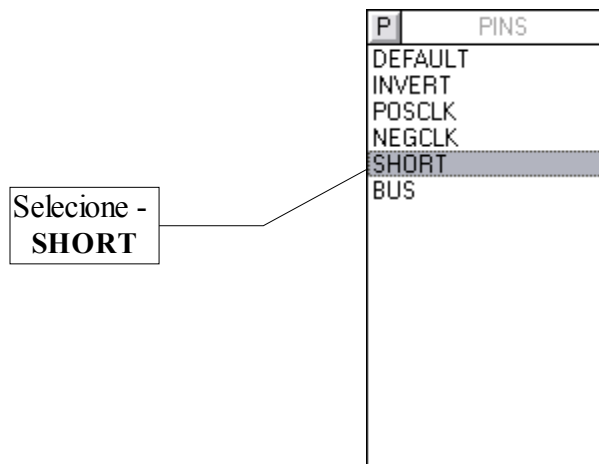 P PINS
DEFAULT
INVERT
POSCLK
NEGCLK
SHORT
BUS
Selecione -
SHORT